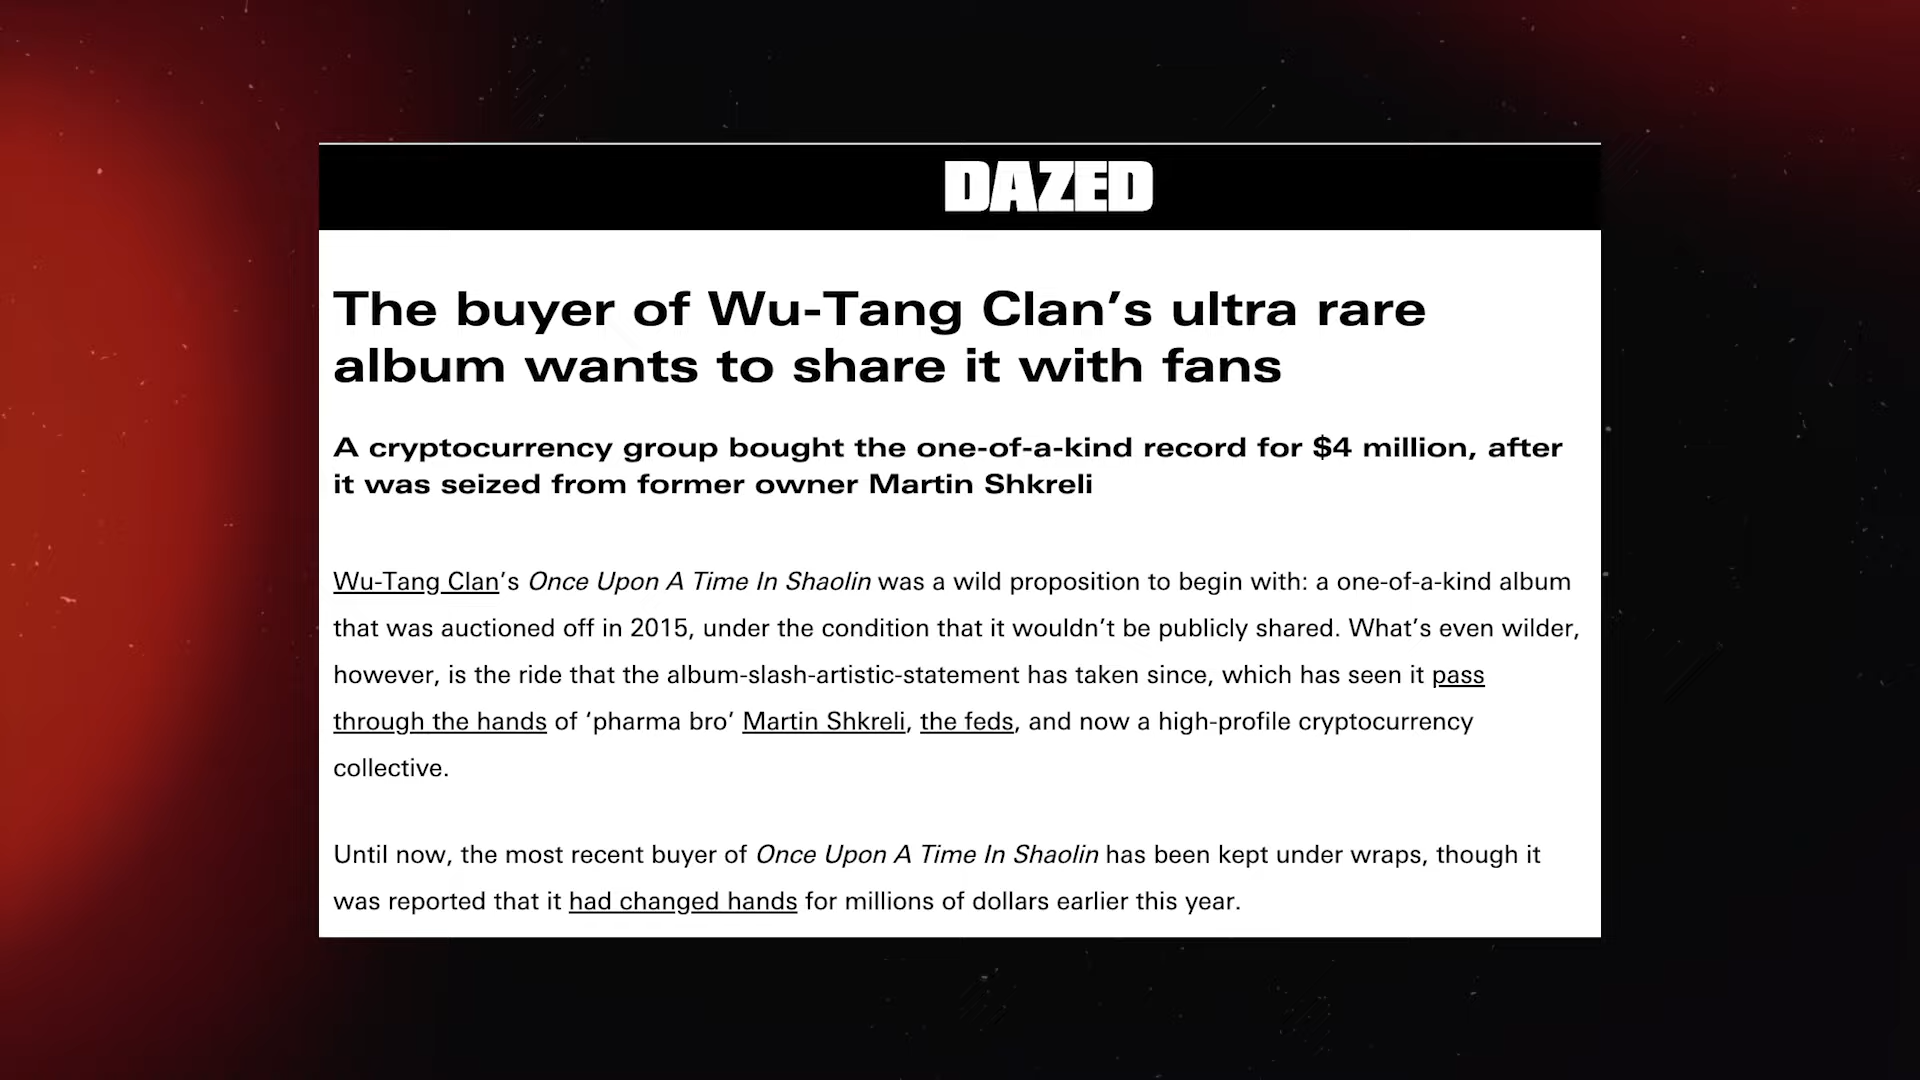 DAZED
The buyer of Wu-Tang Clan’s ultra rare
album wants to share it with fans
A cryptocurrency group bought the one-of-a-kind record for $4 million, after
it was seized from former owner Martin Shkreli
Wu-Tang Clan’s Once Upon A Time In Shaolin was a wild proposition to begin with: a one-of-a-kind album
that was auctioned off in 2015, under the condition that it wouldn’t be publicly shared. What’s even wilder,
however, is the ride that the album-slash-artistic-statement has taken since, which has seen it pass
through the hands of ‘pharma bro’ Martin Shkreli, the feds, and now a high-profile cryptocurrency
collective.
Until now, the most recent buyer of Once Upon A Time In Shaolin has been kept under wraps, though it
was reported that it had changed hands for millions of dollars earlier this year.